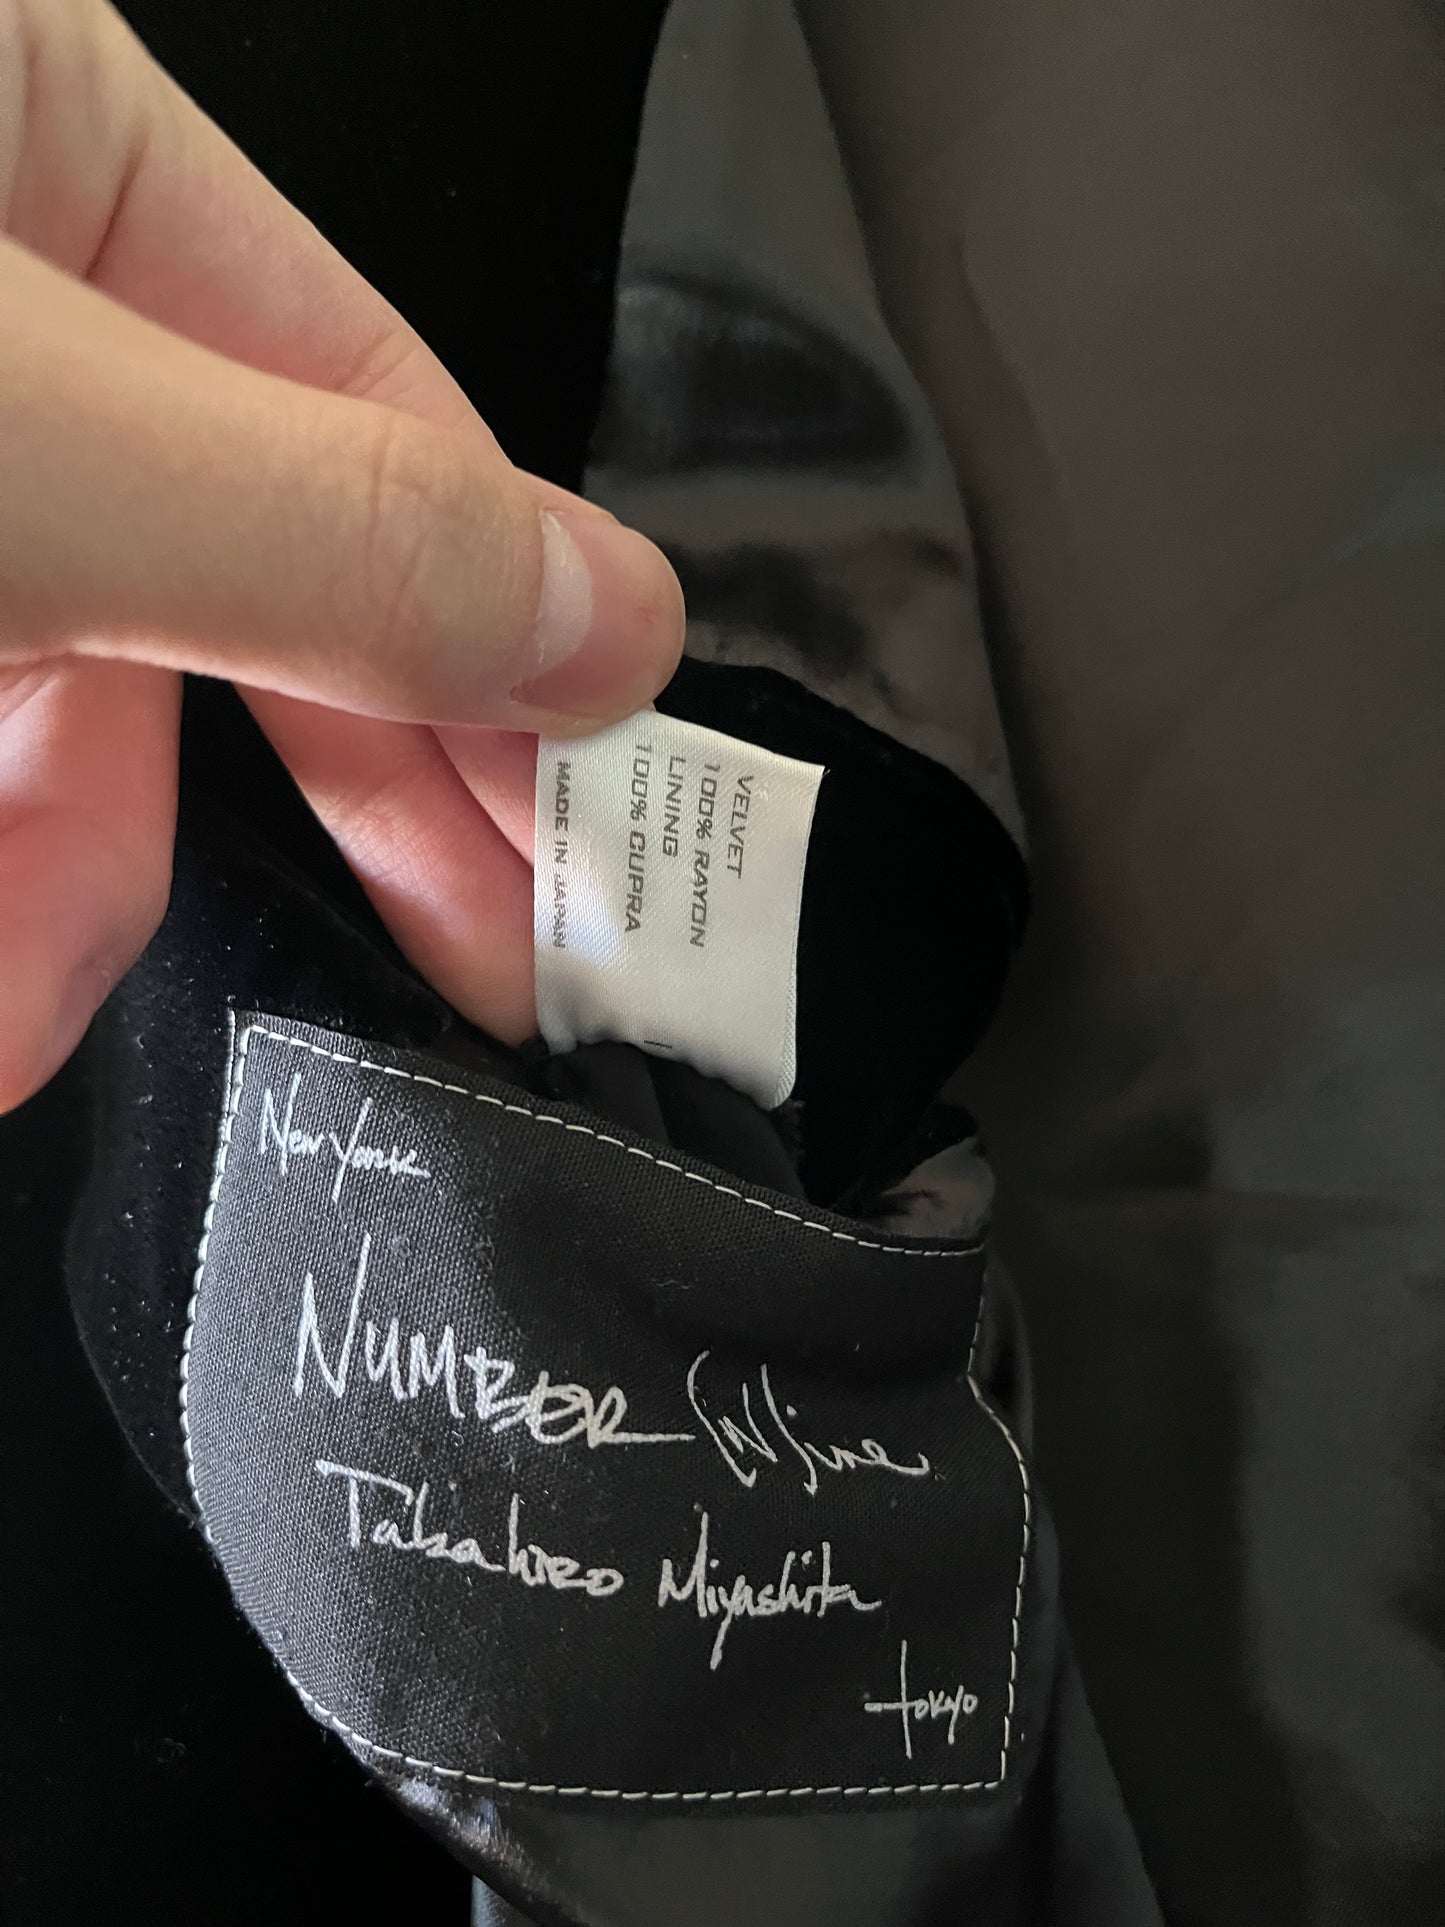 VELVET
100% RAYON
LINING
100% CUPRA
MADE IN JAPAN
New York
NUMBER (N)ine
Takahiro Miyashita
tokyo